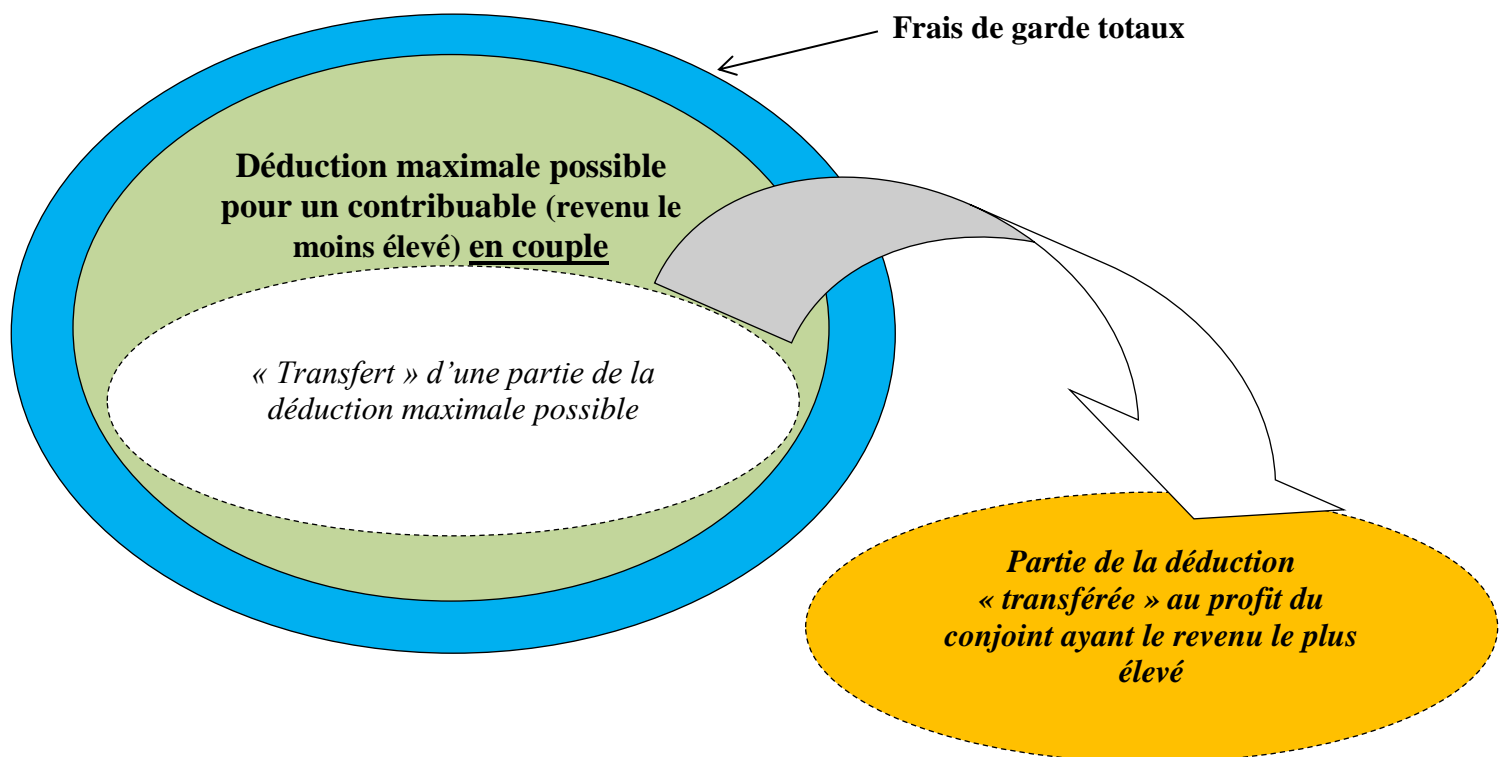 Frais de garde totaux
Déduction maximale possible
pour un contribuable (revenu le
moins élevé) en couple
« Transfert » d’une partie de la
déduction maximale possible
Partie de la déduction
« transférée » au profit du
conjoint ayant le revenu le plus
élevé